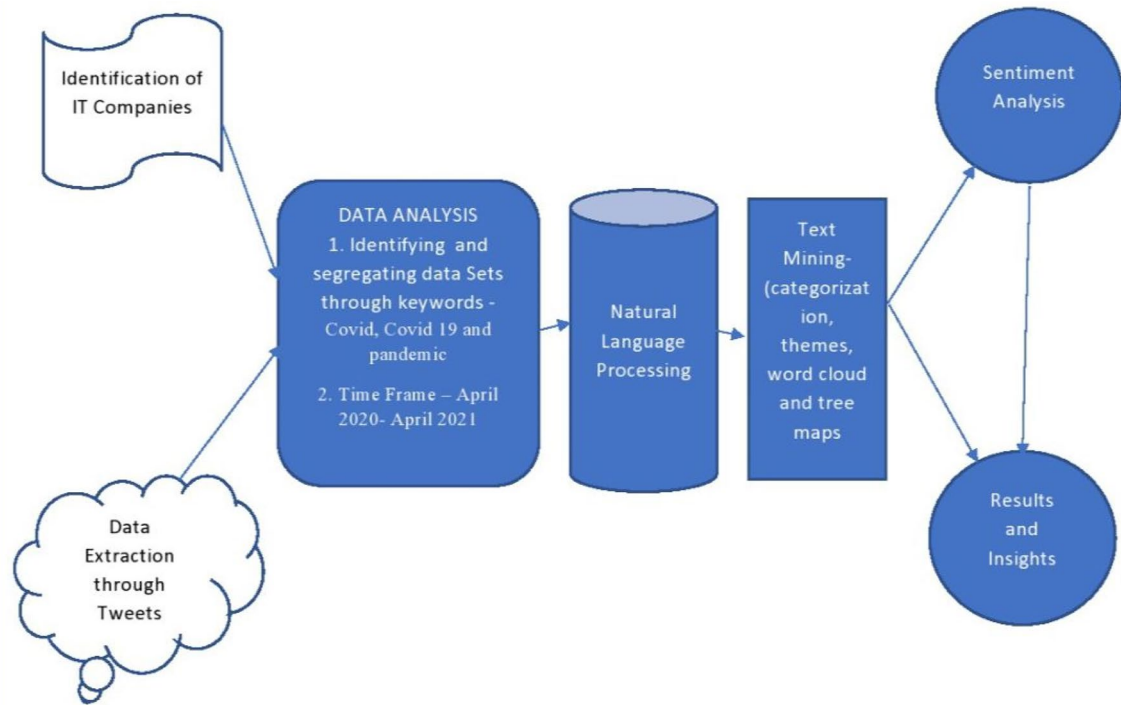 Identification of
IT Companies
Data
Extraction
through
Tweets
DATA ANALYSIS
1. Identifying and
segregating data Sets
through keywords -
Covid, Covid 19 and
pandemic
2. Time Frame – April
2020- April 2021
Natural
Language
Processing
Text
Mining-
(categorizat
ion,
themes,
word cloud
and tree
maps
Sentiment
Analysis
Results
and
Insights